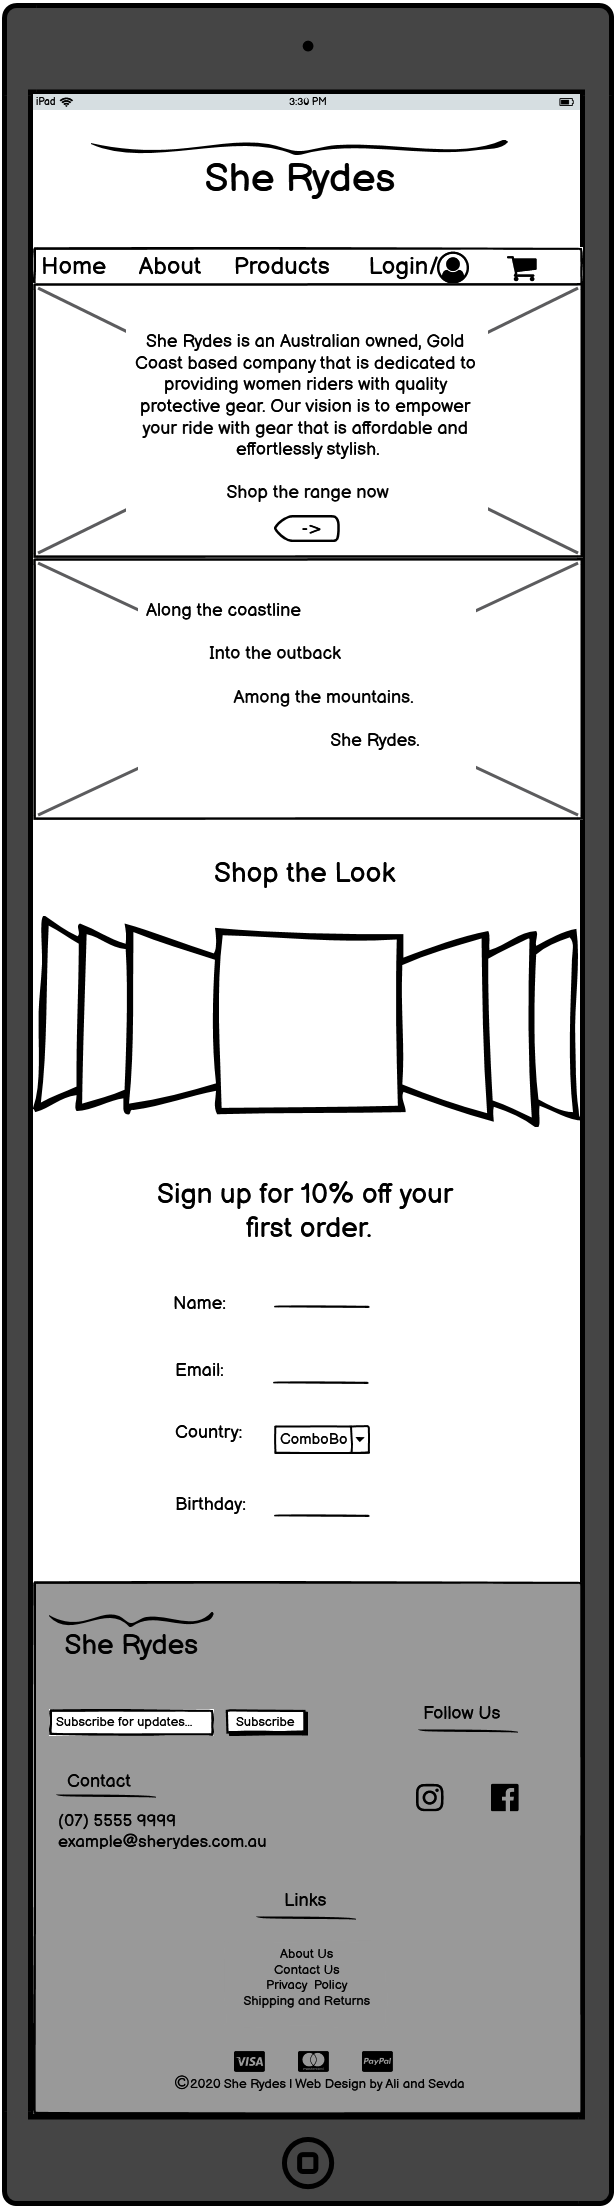 iPad 3:30 PM
She Rydes
Home About Products Login/
She Rydes is an Australian owned, Gold
Coast based company that is dedicated to
providing women riders with quality
protective gear. Our vision is to empower
your ride with gear that is affordable and
effortlessly stylish.
Shop the range now
->
Along the coastline
Into the outback
Among the mountains.
She Rydes.
Shop the Look
Sign up for 10% off your
first order.
Name:
Email:
Country: ComboBo
Birthday:
She Rydes
Subscribe for updates... Subscribe
Follow Us
Contact
(07) 5555 9999
example@sherydes.com.au
Links
About Us
Contact Us
Privacy Policy
Shipping and Returns
VISA PayPal
©2020 She Rydes | Web Design by Ali and Sevda